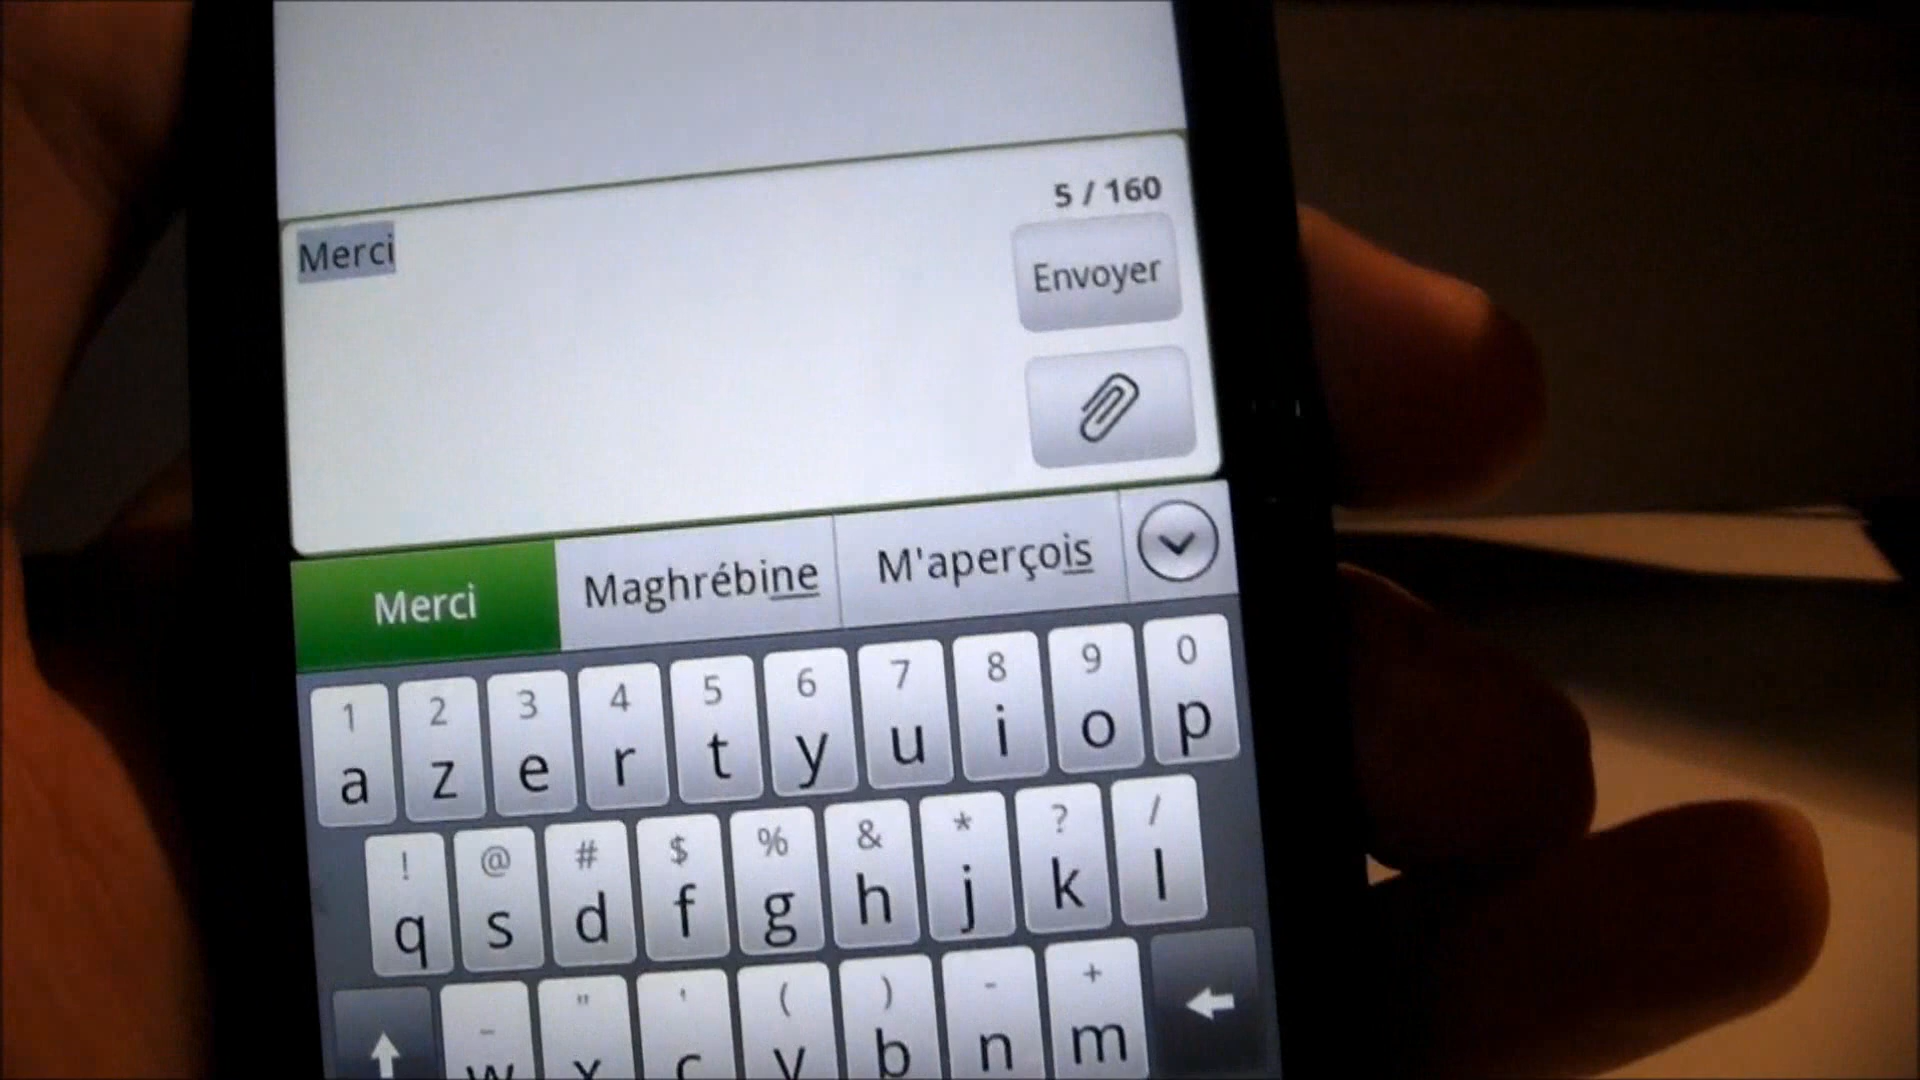 5 / 160
Merci
Envoyer
Merci Maghrébine M'aperçois
1 2 3 4 5 6 7 8 9 0
a z e r t y u i o p
! @ # $ % & * ? /
q s d f g h j k l
_ " ' ( ) - +
w x c v b n m